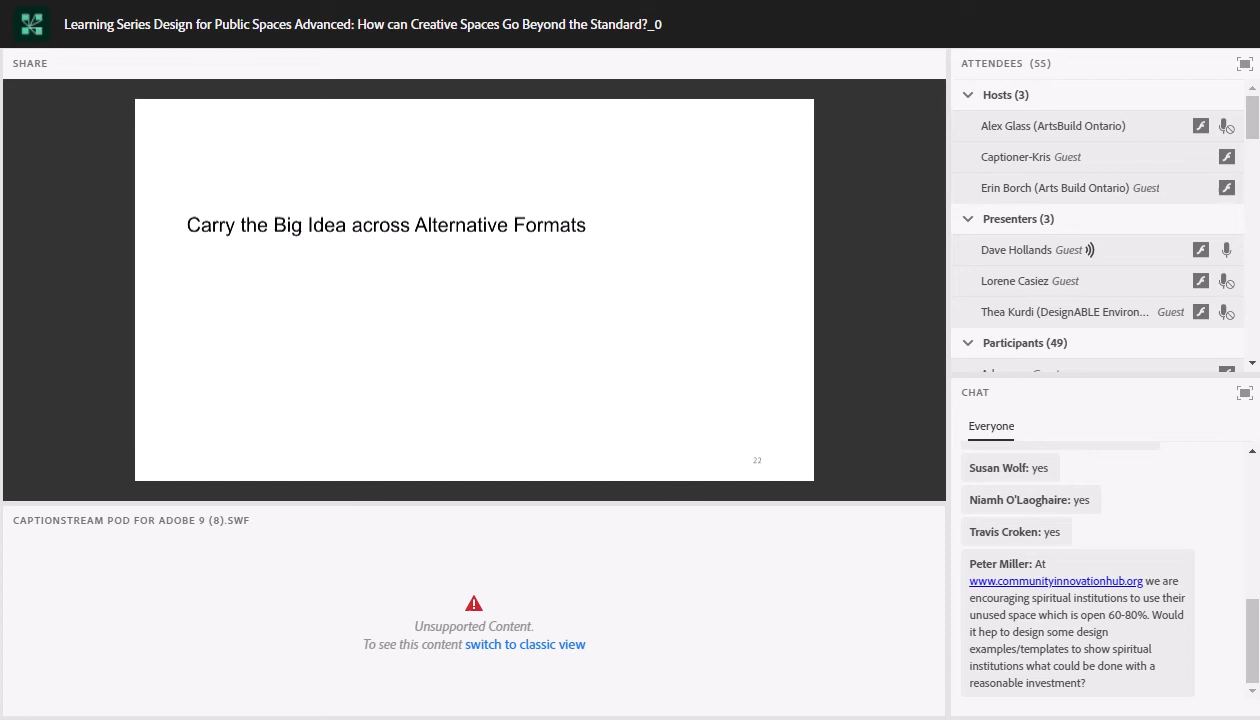 Learning Series Design for Public Spaces Advanced: How can Creative Spaces Go Beyond the Standard?_0
SHARE
Carry the Big Idea across Alternative Formats
22
CAPTIONSTREAM POD FOR ADOBE 9 (8).SWF
Unsupported Content.
To see this content switch to classic view
ATTENDEES (55)
Hosts (3)
Alex Glass (ArtsBuild Ontario)
Captioner-Kris Guest
Erin Borch (Arts Build Ontario) Guest
Presenters (3)
Dave Hollands Guest
Lorene Casiez Guest
Thea Kurdi (DesignABLE Environ... Guest
Participants (49)
CHAT
Everyone
Susan Wolf: yes
Niamh O'Laoghaire: yes
Travis Croken: yes
Peter Miller: At
www.communityinnovationhub.org we are
encouraging spiritual institutions to use their
unused space which is open 60-80%. Would
it hep to design some design
examples/templates to show spiritual
institutions what could be done with a
reasonable investment?